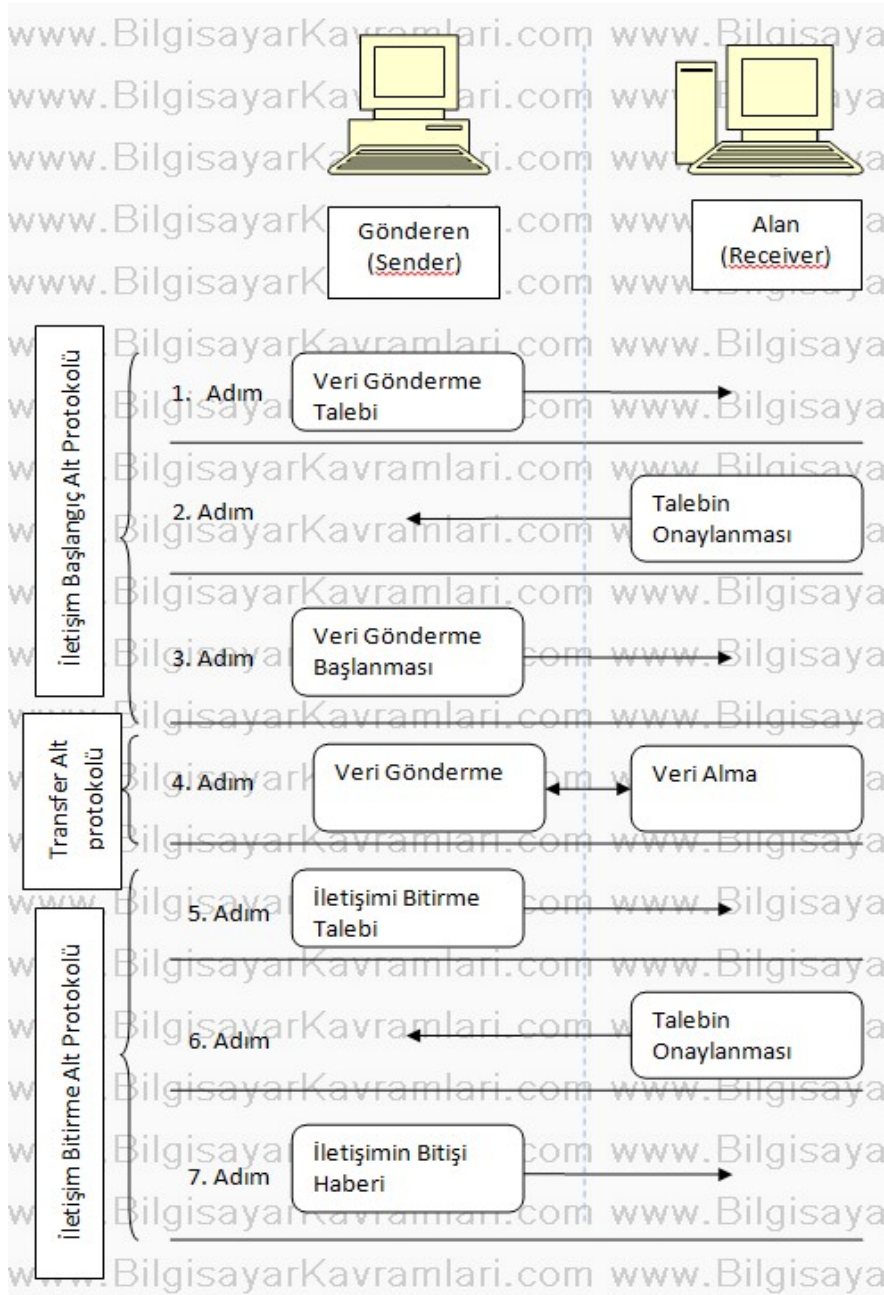 www.BilgisayarKavramlari.com www.Bilgisaya
Gönderen
(Sender)
Alan
(Receiver)
İletişim Başlangıç Alt Protokolü
1. Adım
Veri Gönderme
Talebi
2. Adım
Talebin
Onaylanması
3. Adım
Veri Gönderme
Başlanması
Transfer Alt
protokolü
4. Adım
Veri Gönderme
Veri Alma
İletişim Bitirme Alt Protokolü
5. Adım
İletişimi Bitirme
Talebi
6. Adım
Talebin
Onaylanması
7. Adım
İletişimin Bitişi
Haberi